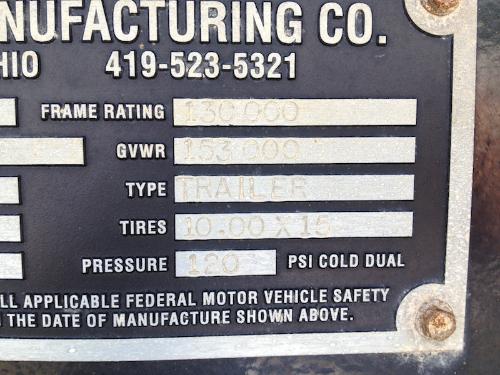 NUFACTURING CO.
HIO 419-523-5321
FRAME RATING 130 000
GVWR 153 000
TYPE TRAILER
TIRES 10.00 X 15
PRESSURE 120 PSI COLD DUAL
LL APPLICABLE FEDERAL MOTOR VEHICLE SAFETY
THE DATE OF MANUFACTURE SHOWN ABOVE.